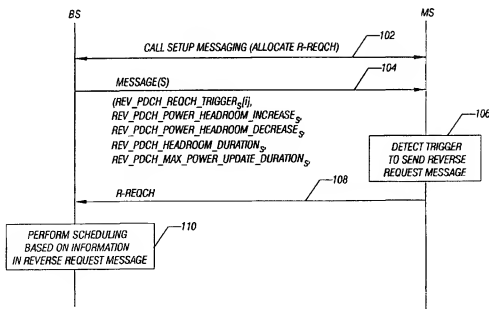 BS
MS
102
CALL SETUP MESSAGING (ALLOCATE R-REQCH)
MESSAGE(S)
104
(REV_PDCH_REQCH_TRIGGERS[i],
REV_PDCH_POWER_HEADROOM_INCREASES,
REV_PDCH_POWER_HEADROOM_DECREASES,
REV_PDCH_HEADROOM_DURATIONS,
REV_PDCH_MAX_POWER_UPDATE_DURATIONS,
106
DETECT TRIGGER
TO SEND REVERSE
REQUEST MESSAGE
R-REQCH
108
PERFORM SCHEDULING
BASED ON INFORMATION
IN REVERSE REQUEST MESSAGE
110